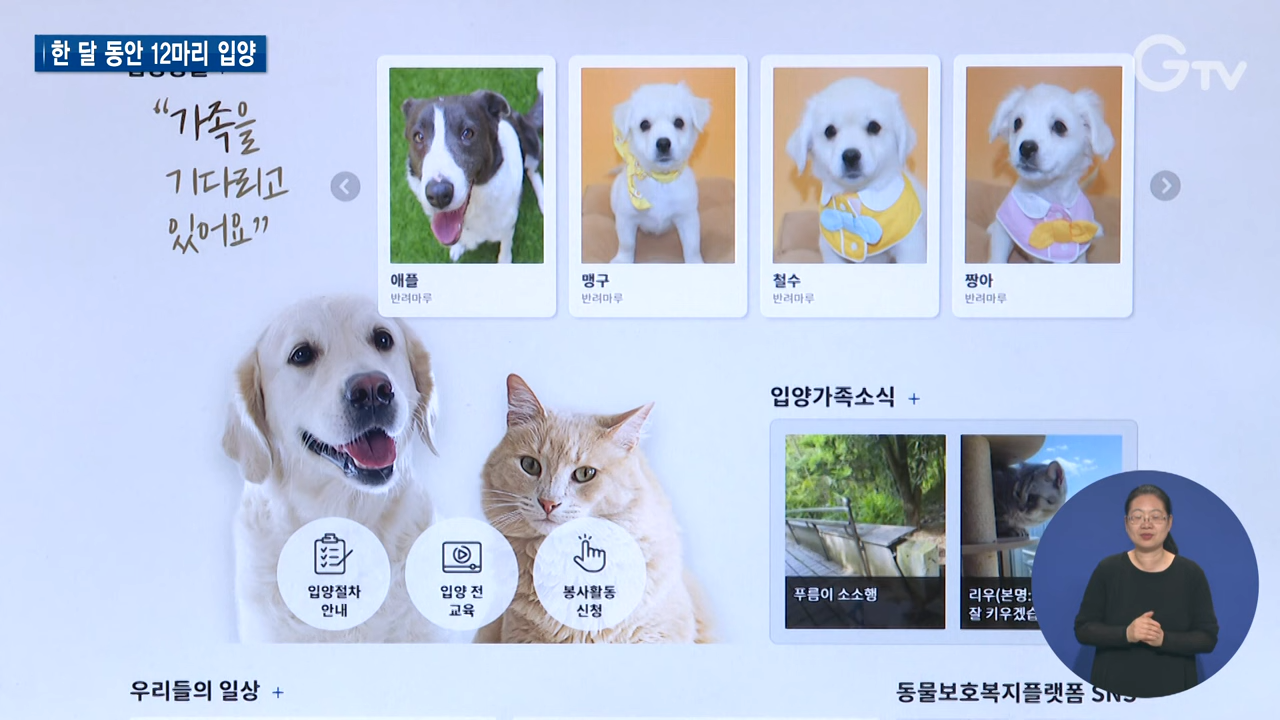 한 달 동안 12마리 입양
GTV
“가족을
기다리고
있어요”
애플
반려마루
맹구
반려마루
철수
반려마루
짱아
반려마루
입양가족소식 +
푸름이 소소행
리우(본명:
잘 키우겠습
입양절차
안내
입양 전
교육
봉사활동
신청
우리들의 일상 +
동물보호복지플랫폼 SNS